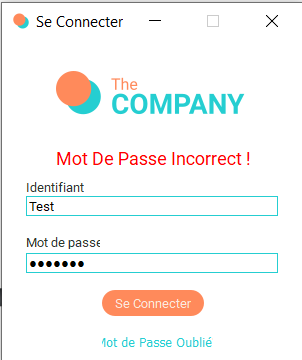 Se Connecter
The
COMPANY
Mot De Passe Incorrect !
Identifiant
Test
Mot de passe
●●●●●●●
Se Connecter
Mot de Passe Oublié